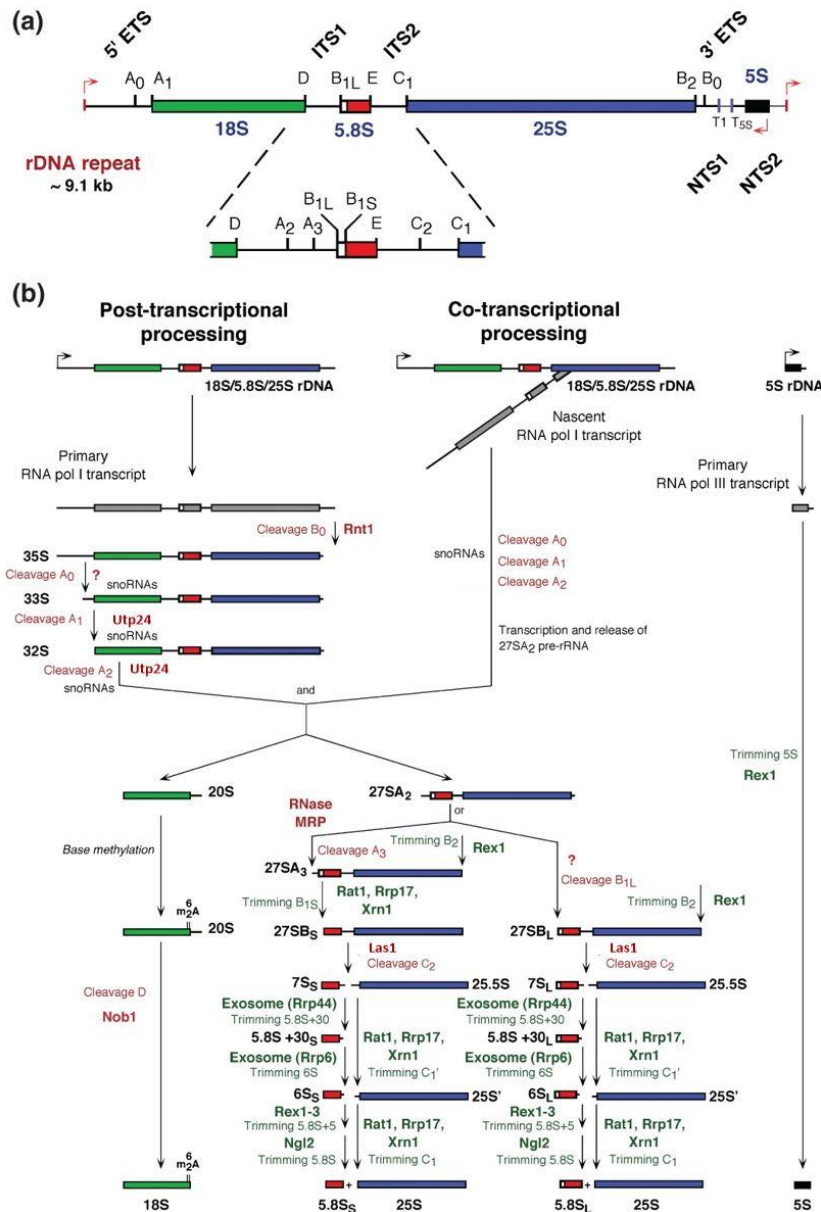 (a)
5' ETS
ITS1
ITS2
3' ETS
A0 A1 D B1L E C1 B2 B0 5S
18S 5.8S 25S T1 T5S
rDNA repeat
~ 9.1 kb
NTS1 NTS2
B1L B1S
D A2 A3 E C2 C1
(b)
Post-transcriptional
processing
Co-transcriptional
processing
18S/5.8S/25S rDNA
18S/5.8S/25S rDNA
5S rDNA
Nascent
RNA pol I transcript
Primary
RNA pol I transcript
Primary
RNA pol III transcript
Cleavage B0 Rnt1
35S
Cleavage A0 ?
snoRNAs
33S
Cleavage A1 Utp24
snoRNAs
32S
Cleavage A2 Utp24
snoRNAs
snoRNAs
Cleavage A0
Cleavage A1
Cleavage A2
Transcription and release of
27SA2 pre-rRNA
and
Trimming 5S
Rex1
20S
27SA2
or
Base methylation
RNase
MRP
Cleavage A3
Trimming B2 Rex1
27SA3
Trimming B1S
Rat1, Rrp17,
Xrn1
?
Cleavage B1L
Trimming B2 Rex1
m62A
20S
27SBS
27SBL
Las1
Cleavage C2
Las1
Cleavage C2
Cleavage D
Nob1
7SS 25.5S
7SL 25.5S
Exosome (Rrp44)
Trimming 5.8S+30
Exosome (Rrp44)
Trimming 5.8S+30
5.8S +30S
Rat1, Rrp17,
Xrn1
Trimming C1'
5.8S +30L
Rat1, Rrp17,
Xrn1
Trimming C1'
Exosome (Rrp6)
Trimming 6S
Exosome (Rrp6)
Trimming 6S
6SS 25S'
6SL 25S'
Rex1-3
Trimming 5.8S+5
Ngl2
Trimming 5.8S
Rat1, Rrp17,
Xrn1
Trimming C1
Rex1-3
Trimming 5.8S+5
Ngl2
Trimming 5.8S
Rat1, Rrp17,
Xrn1
Trimming C1
m62A
+
+
18S
5.8SS 25S
5.8SL 25S
5S